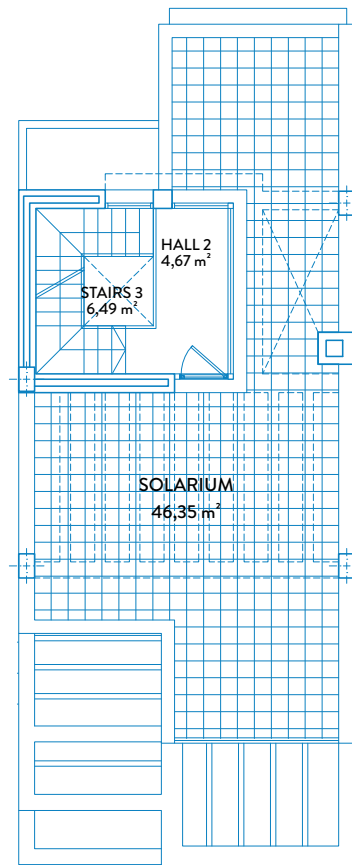 HALL 2
4,67 m²
STAIRS 3
6,49 m²
SOLARIUM
46,35 m²